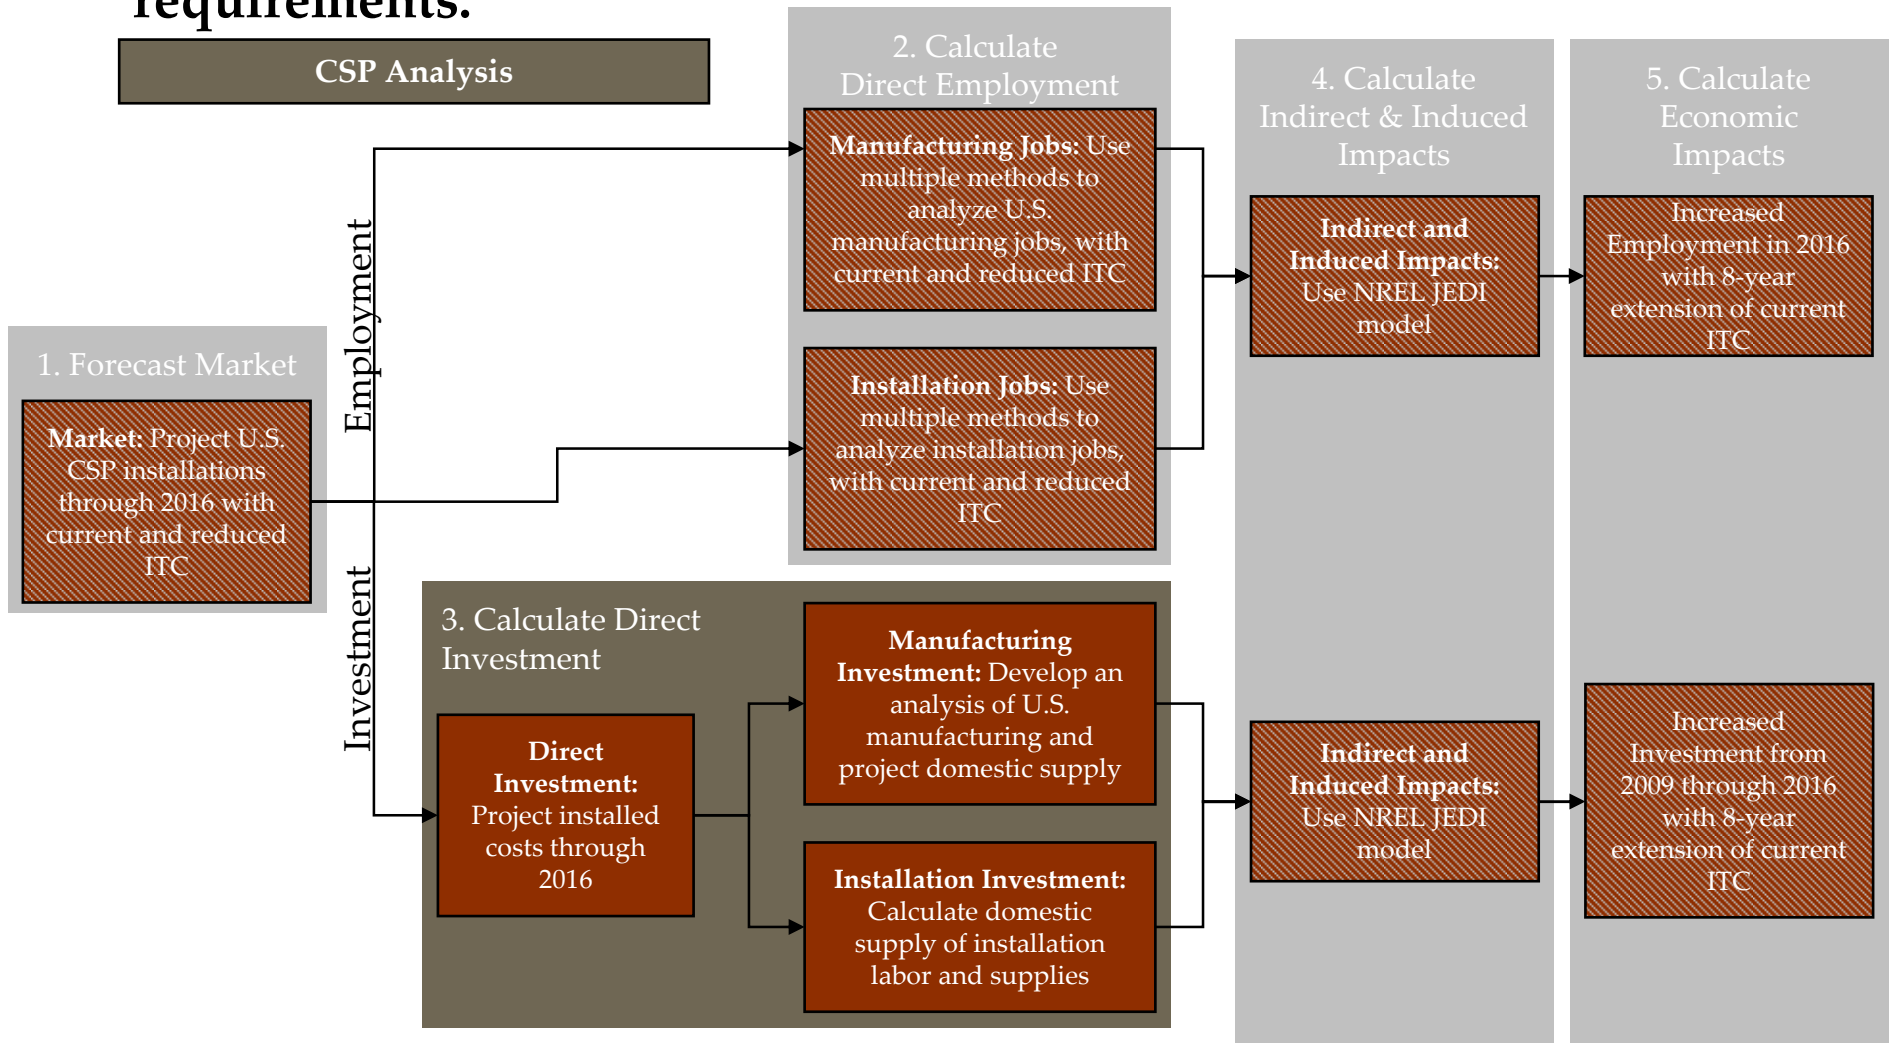 requirements.
CSP Analysis
1. Forecast Market
Market: Project U.S.
CSP installations
through 2016 with
current and reduced
ITC
Employment
Investment
2. Calculate
Direct Employment
Manufacturing Jobs: Use
multiple methods to
analyze U.S.
manufacturing jobs, with
current and reduced ITC
Installation Jobs: Use
multiple methods to
analyze installation jobs,
with current and reduced
ITC
3. Calculate Direct
Investment
Direct
Investment:
Project installed
costs through
2016
Manufacturing
Investment: Develop an
analysis of U.S.
manufacturing and
project domestic supply
Installation Investment:
Calculate domestic
supply of installation
labor and supplies
4. Calculate
Indirect & Induced
Impacts
Indirect and
Induced Impacts:
Use NREL JEDI
model
Indirect and
Induced Impacts:
Use NREL JEDI
model
5. Calculate
Economic
Impacts
Increased
Employment in 2016
with 8-year
extension of current
ITC
Increased
Investment from
2009 through 2016
with 8-year
extension of current
ITC